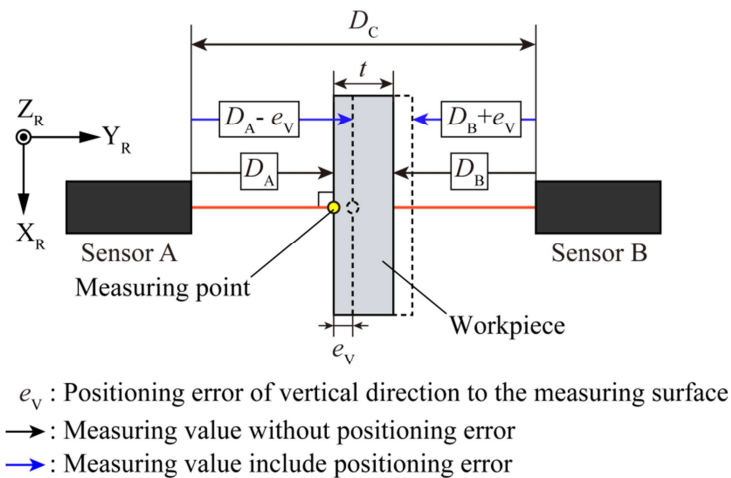 D_C
t
D_A- e_V
D_B+e_V
Z_R
Y_R
D_A
D_B
X_R
Sensor A
Sensor B
Measuring point
Workpiece
e_V
e_V : Positioning error of vertical direction to the measuring surface
: Measuring value without positioning error
: Measuring value include positioning error